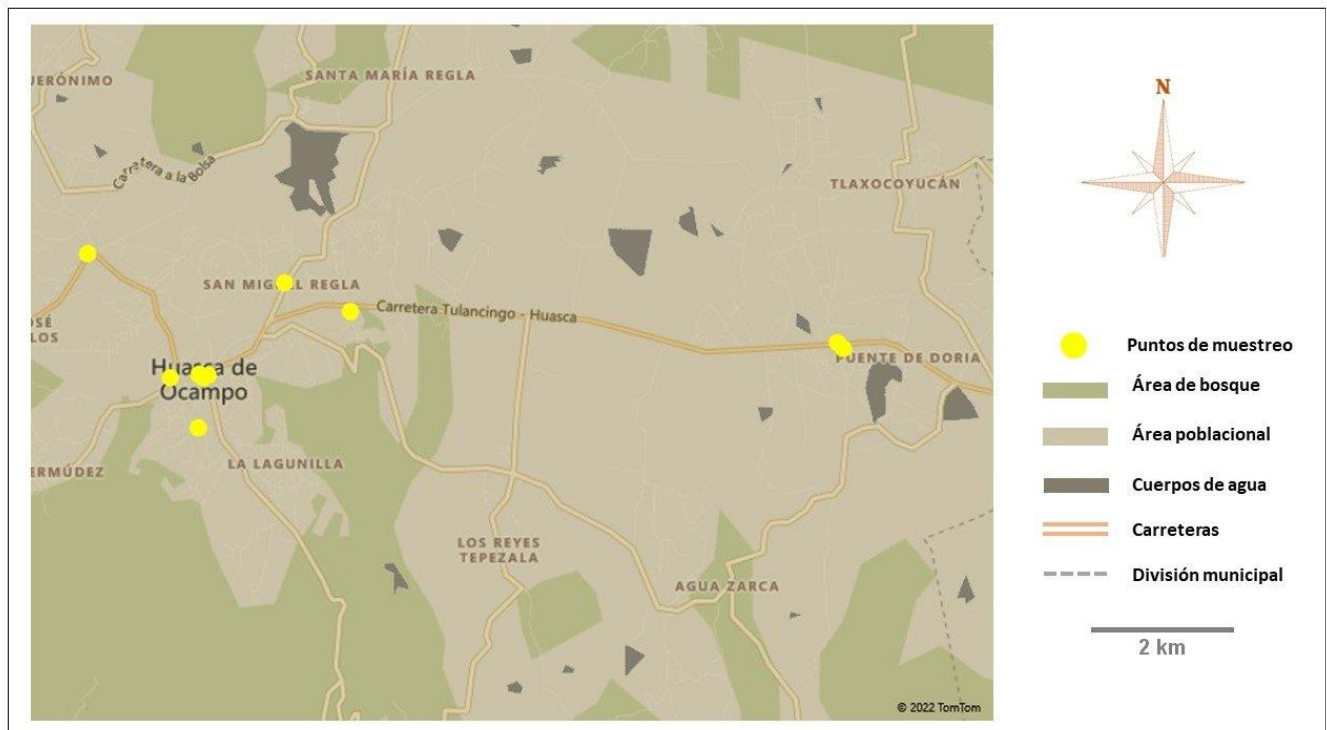 SANTA MARÍA REGLA
JERÓNIMO
Carretera a la Bolsa
TLAXOCOYUCÁN
SAN MIGUEL REGLA
Carretera Tulancingo - Huasca
OSÉ
LOS
PUENTE DE DORIA
Huasca de
Ocampo
LA LAGUNILLA
ERMÚDEZ
LOS REYES
TEPEZALA
AGUA ZARCA
© 2022 TomTom
N
Puntos de muestreo
Área de bosque
Área poblacional
Cuerpos de agua
Carreteras
División municipal
2 km